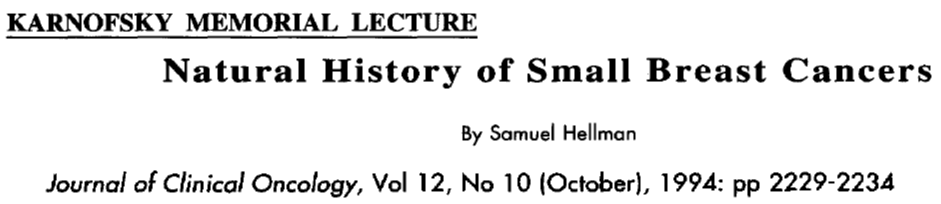 KARNOFSKY MEMORIAL LECTURE
Natural History of Small Breast Cancers
By Samuel Hellman
Journal of Clinical Oncology, Vol 12, No 10 (October), 1994: pp 2229-2234